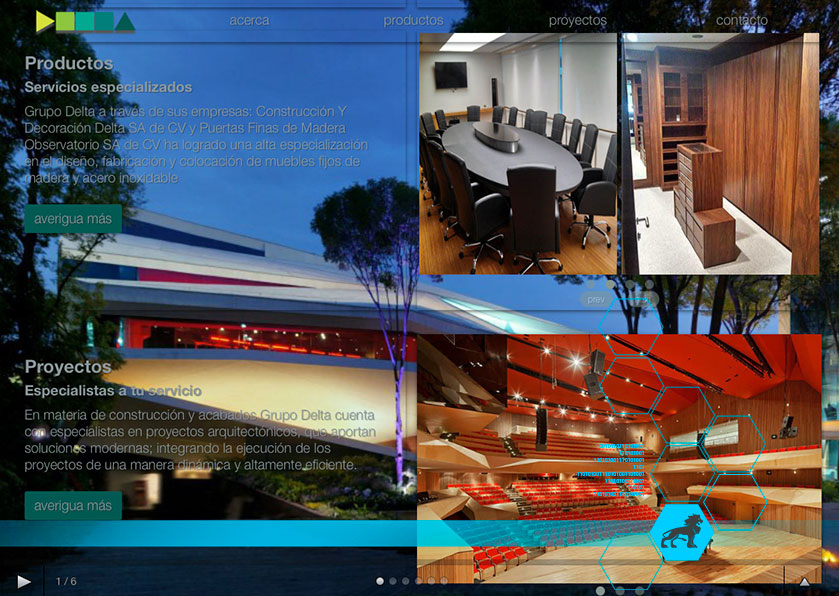 acerca productos proyectos contacto
Productos
Servicios especializados
Grupo Delta a través de sus empresas: Construcción Y
Decoración Delta SA de CV y Puertas Finas de Madera
Observatorio SA de CV ha logrado una alta especialización
en el diseño, fabricación y colocación de muebles fijos de
madera y acero inoxidable
averigua más
prev
Proyectos
Especialistas a tu servicio
En materia de construcción y acabados Grupo Delta cuenta
con especialistas en proyectos arquitectónicos, que aportan
soluciones modernas; integrando la ejecución de los
proyectos de una manera dinámica y altamente eficiente.
averigua más
1 / 6